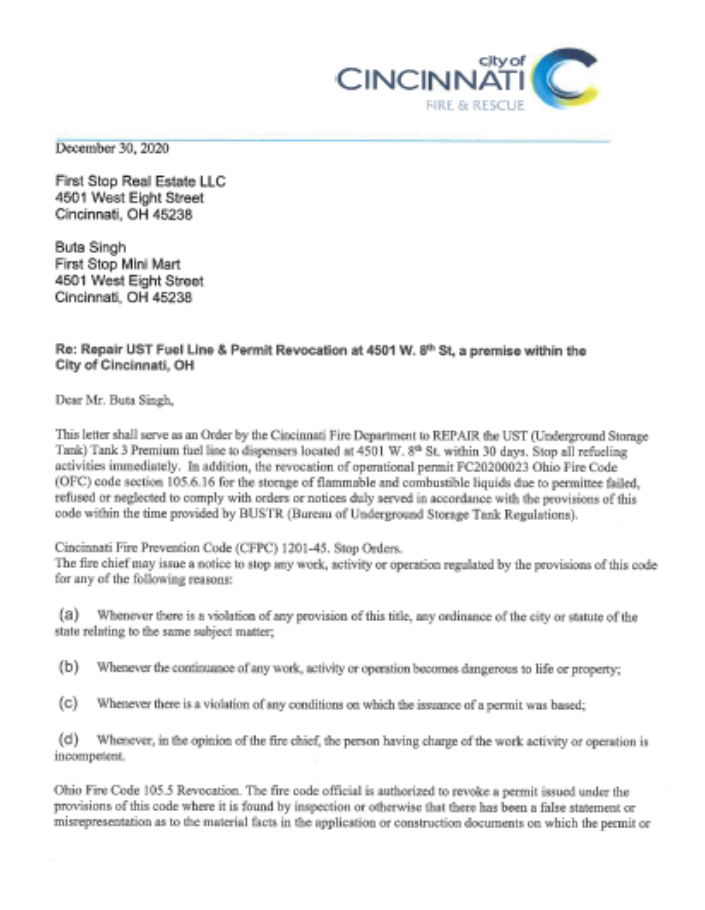 city of
CINCINNATI
FIRE & RESCUE
December 30, 2020
First Stop Real Estate LLC
4501 West Eight Street
Cincinnati, OH 45238
Buta Singh
First Stop Mini Mart
4501 West Eight Street
Cincinnati, OH 45238
Re: Repair UST Fuel Line & Permit Revocation at 4501 W. 8th St, a premise within the
City of Cincinnati, OH
Dear Mr. Buta Singh,
This letter shall serve as an Order by the Cincinnati Fire Department to REPAIR the UST (Underground Storage
Tank) Tank 3 Premium fuel line to dispensers located at 4501 W. 8th St. within 30 days. Stop all refueling
activities immediately. In addition, the revocation of operational permit FC20200023 Ohio Fire Code
(OFC) code section 105.6.16 for the storage of flammable and combustible liquids due to permittee failed,
refused or neglected to comply with orders or notices duly served in accordance with the provisions of this
code within the time provided by BUSTR (Bureau of Underground Storage Tank Regulations).
Cincinnati Fire Prevention Code (CFPC) 1201-45. Stop Orders.
The fire chief may issue a notice to stop any work, activity or operation regulated by the provisions of this code
for any of the following reasons:
(a) Whenever there is a violation of any provision of this title, any ordinance of the city or statute of the
state relating to the same subject matter;
(b) Whenever the continuance of any work, activity or operation becomes dangerous to life or property;
(c) Whenever there is a violation of any conditions on which the issuance of a permit was based;
(d) Whenever, in the opinion of the fire chief, the person having charge of the work activity or operation is
incompetent.
Ohio Fire Code 105.5 Revocation. The fire code official is authorized to revoke a permit issued under the
provisions of this code where it is found by inspection or otherwise that there has been a false statement or
misrepresentation as to the material facts in the application or construction documents on which the permit or